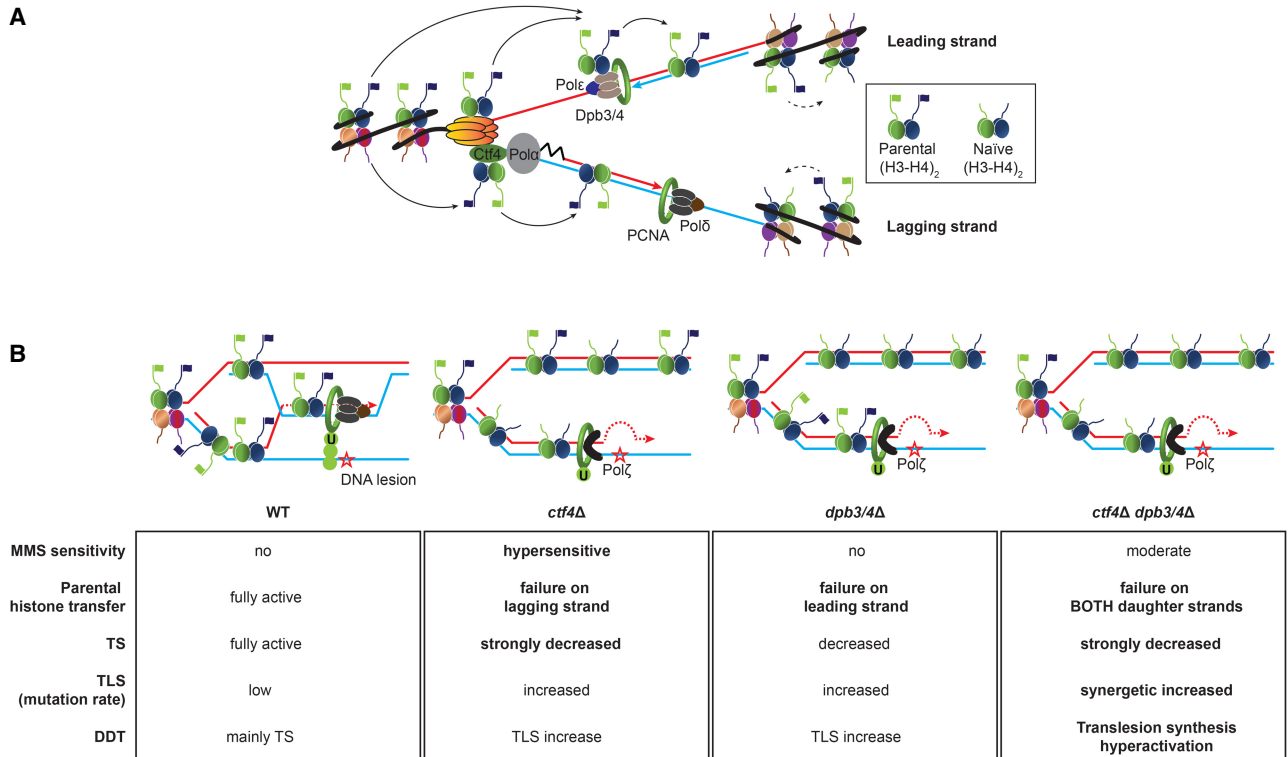 A
Leading strand
Polε
Dpb3/4
Ctf4
Polα
Parental
(H3-H4)2
Naïve
(H3-H4)2
PCNA
Polδ
Lagging strand
B
U
DNA lesion
U
Polζ
U
Polζ
U
Polζ
WT
ctf4Δ
dpb3/4Δ
ctf4Δ dpb3/4Δ
MMS sensitivity
no
hypersensitive
no
moderate
Parental
histone transfer
fully active
failure on
lagging strand
failure on
leading strand
failure on
BOTH daughter strands
TS
fully active
strongly decreased
decreased
strongly decreased
TLS
(mutation rate)
low
increased
increased
synergetic increased
DDT
mainly TS
TLS increase
TLS increase
Translesion synthesis
hyperactivation